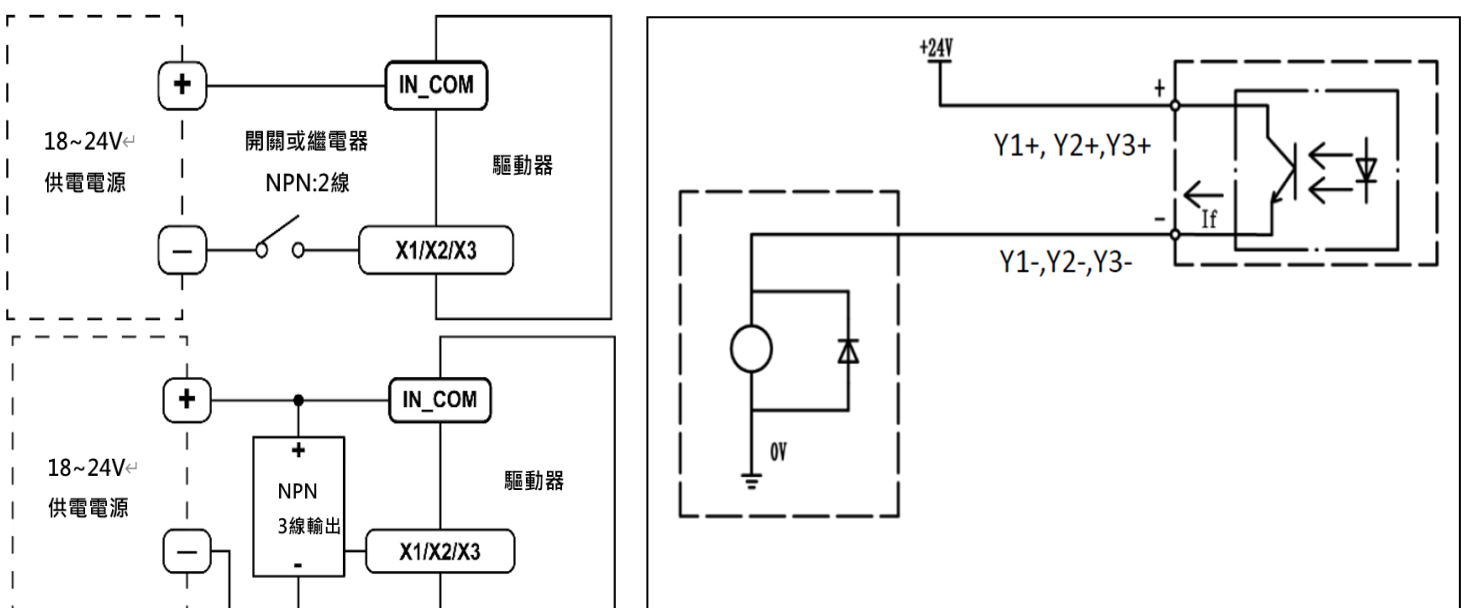 +
IN_COM
18~24V↵
供電電源
開關或繼電器
NPN:2線
驅動器
−
X1/X2/X3
+
IN_COM
18~24V↵
供電電源
+
NPN
3線輸出
-
驅動器
−
X1/X2/X3
+24V
+
Y1+, Y2+,Y3+
-
If
Y1-,Y2-,Y3-
0V